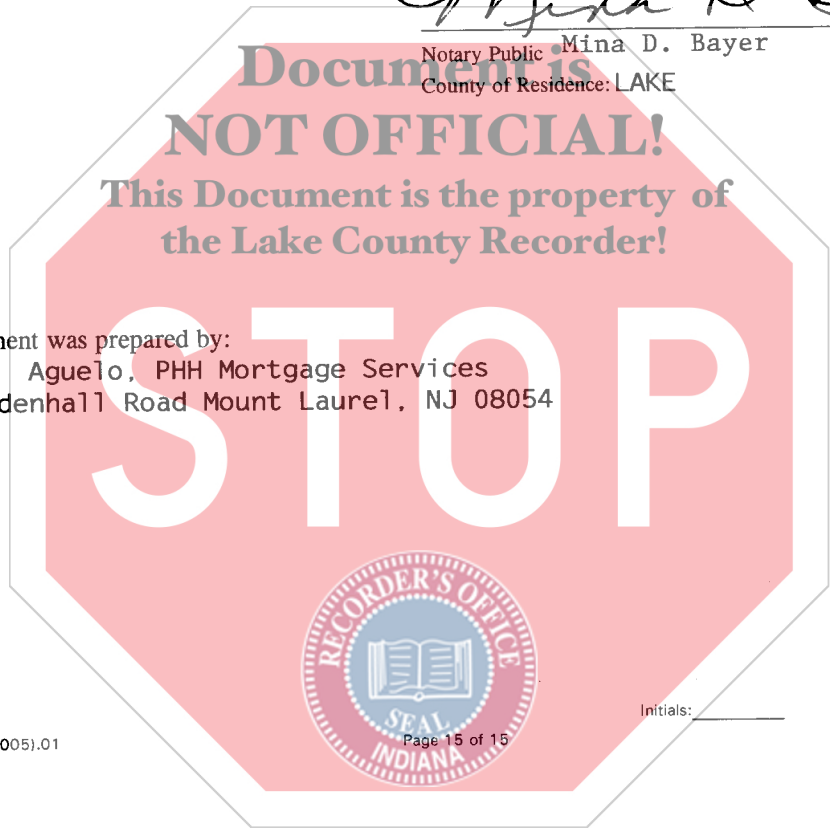 Mina D. Bayer
Notary Public
County of Residence: LAKE
Document is
NOT OFFICIAL!
This Document is the property of
the Lake County Recorder!
STOP
ent was prepared by:
Aguelo, PHH Mortgage Services
denhall Road Mount Laurel, NJ 08054
RECORDER'S OFFICE
SEAL
INDIANA
Initials:
005).01
Page 15 of 15